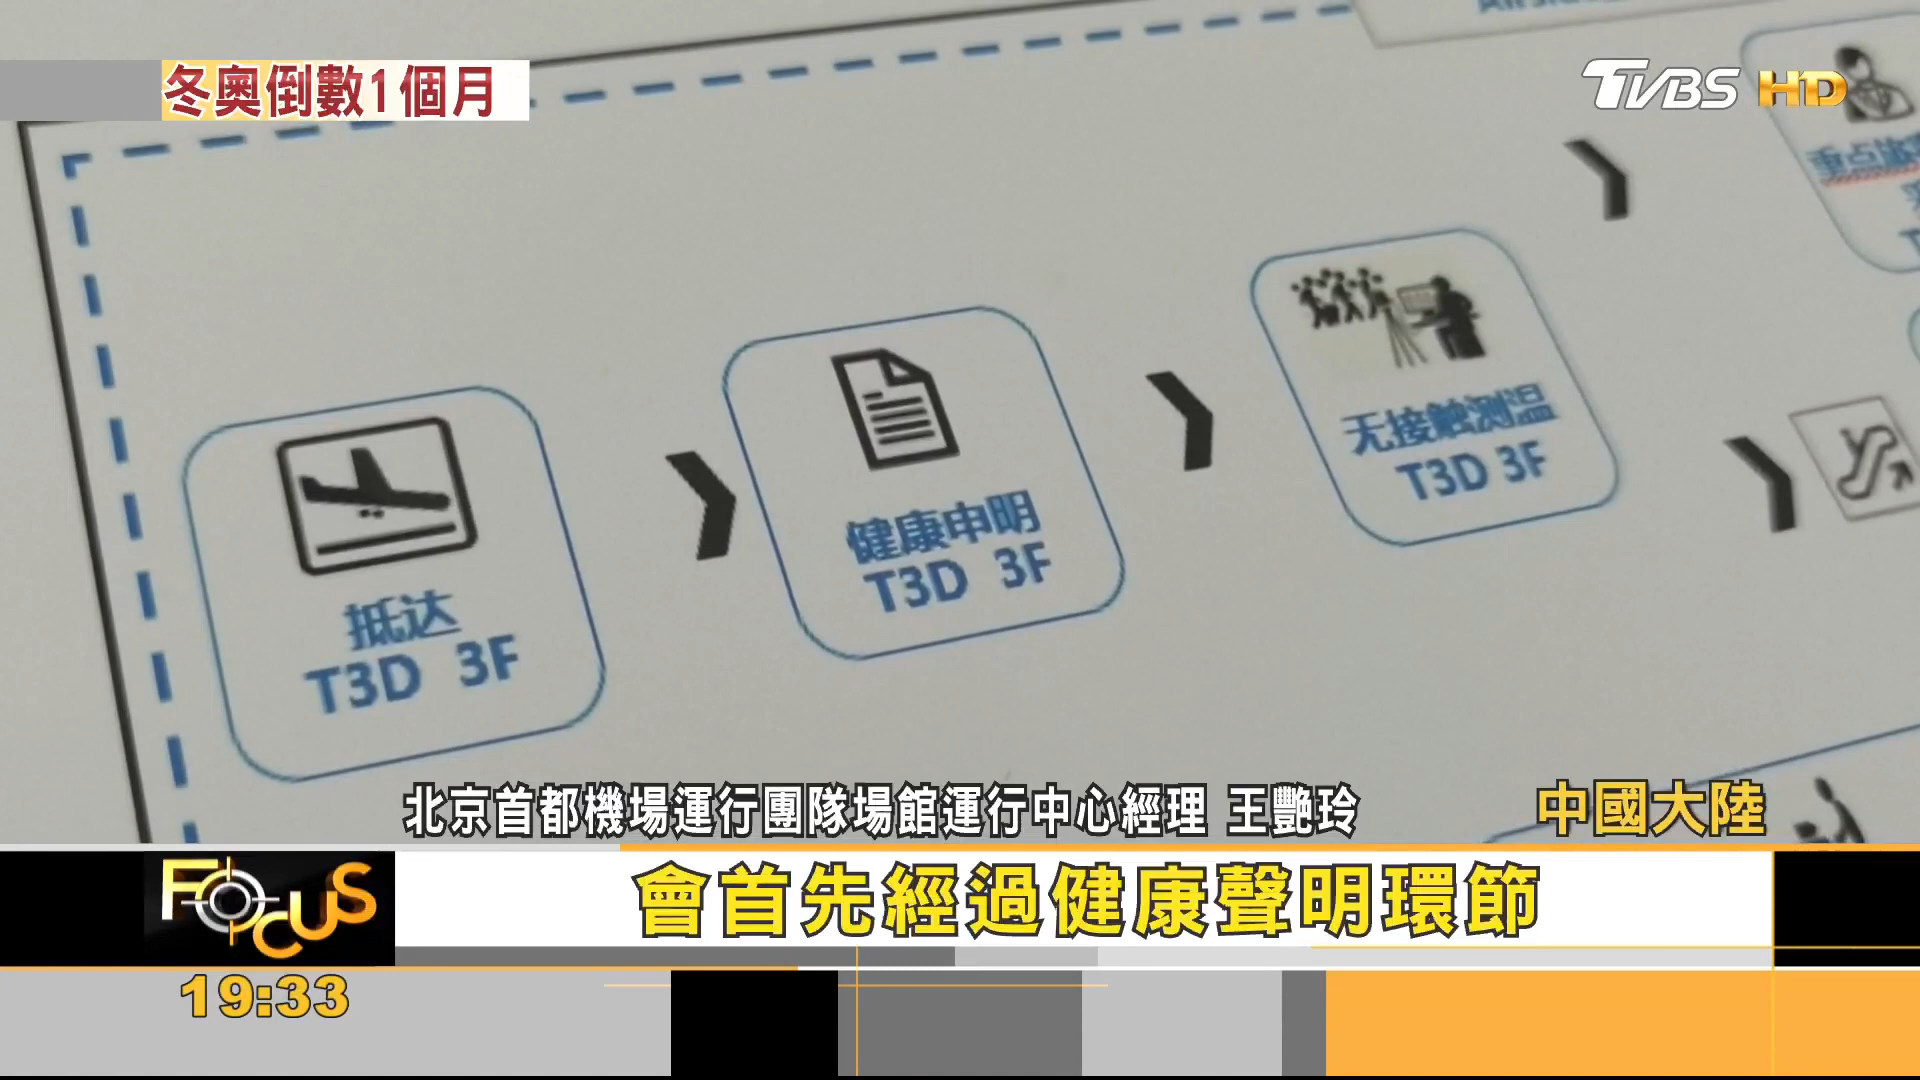 冬奧倒數1個月
TVBS HD
重点旅
健康申明
T3D 3F
无接触测温
T3D 3F
抵达
T3D 3F
北京首都機場運行團隊場館運行中心經理 王艷玲
中國大陸
FOCUS
會首先經過健康聲明環節
19:33